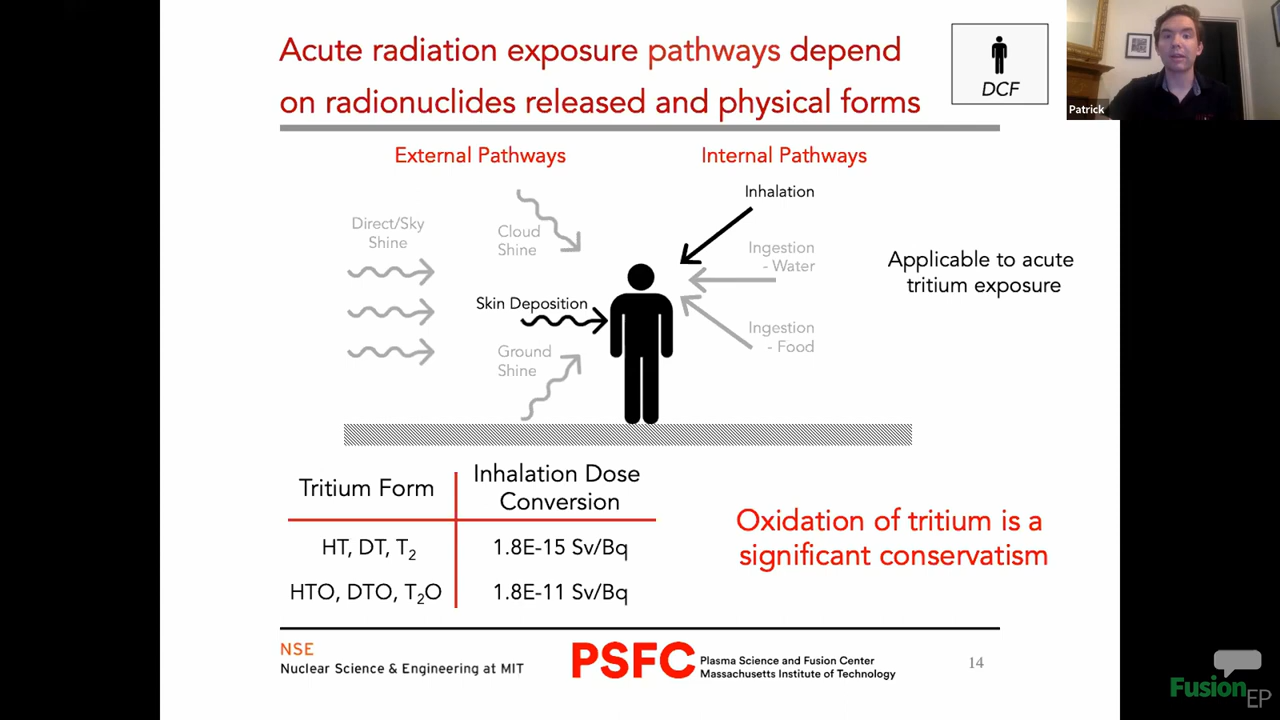 Acute radiation exposure pathways depend
on radionuclides released and physical forms
DCF
Patrick
External Pathways
Internal Pathways
Direct/Sky
Shine
Cloud
Shine
Skin Deposition
Ground
Shine
Inhalation
Ingestion
- Water
Ingestion
- Food
Applicable to acute
tritium exposure
Tritium Form
Inhalation Dose
Conversion
HT, DT, T₂
1.8E-15 Sv/Bq
HTO, DTO, T₂O
1.8E-11 Sv/Bq
Oxidation of tritium is a
significant conservatism
NSE
Nuclear Science & Engineering at MIT
PSFC
Plasma Science and Fusion Center
Massachusetts Institute of Technology
14
Fusion
EP